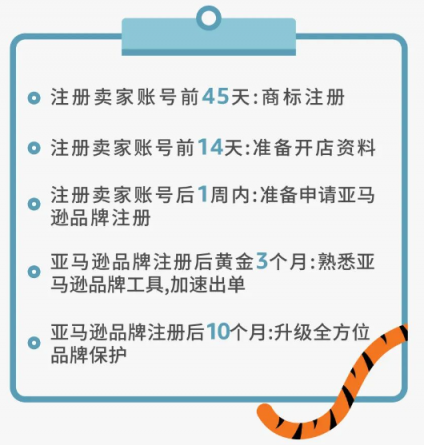 注册卖家账号前45天:商标注册
注册卖家账号前14天:准备开店资料
注册卖家账号后1周内:准备申请亚马
逊品牌注册
亚马逊品牌注册后黄金3个月:熟悉亚
马逊品牌工具,加速出单
亚马逊品牌注册后10个月:升级全方位
品牌保护